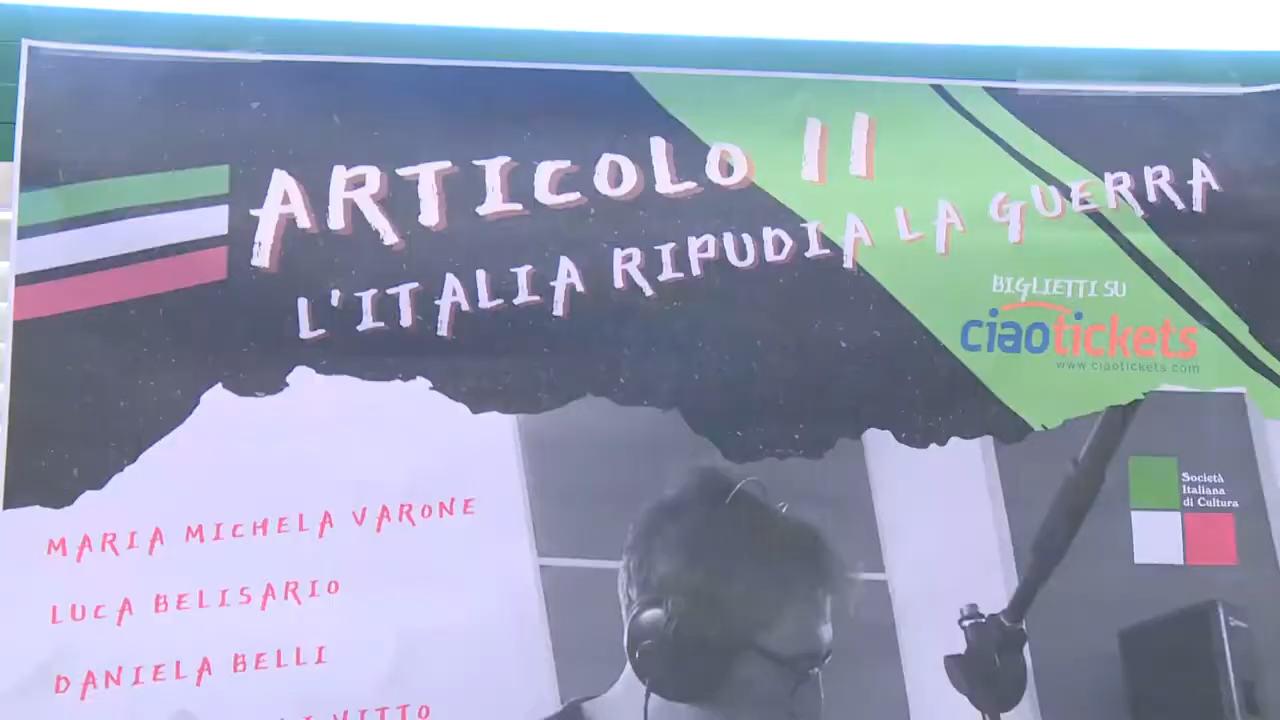 ARTICOLO 11
L'ITALIA RIPUDIA LA GUERRA
BIGLIETTI SU
ciaotickets
www.ciaotickets.com
Società
Italiana
di Cultura
MARIA MICHELA VARONE
LUCA BELISARIO
DANIELA BELLI
VITTO